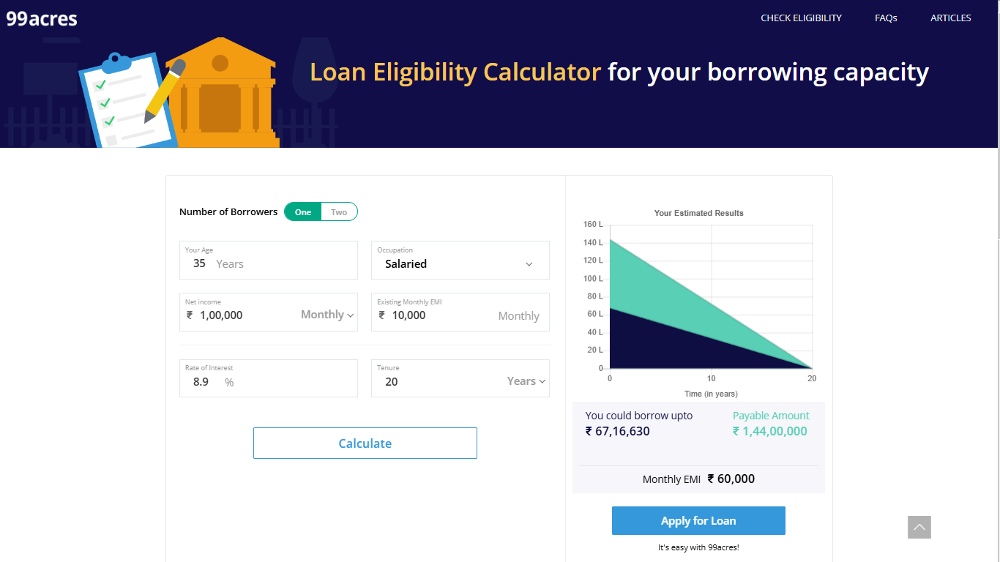 99acres
CHECK ELIGIBILITY FAQs ARTICLES
Loan Eligibility Calculator for your borrowing capacity
Number of Borrowers One Two
Your Age
35 Years
Occupation
Salaried
Net income
₹ 1,00,000 Monthly
Existing Monthly EMI
₹ 10,000 Monthly
Rate of Interest
8.9 %
Tenure
20 Years
Calculate
Your Estimated Results
160 L
140 L
120 L
100 L
80 L
60 L
40 L
20 L
0
0 10 20
Time (in years)
You could borrow upto
₹ 67,16,630
Payable Amount
₹ 1,44,00,000
Monthly EMI ₹ 60,000
Apply for Loan
It's easy with 99acres!